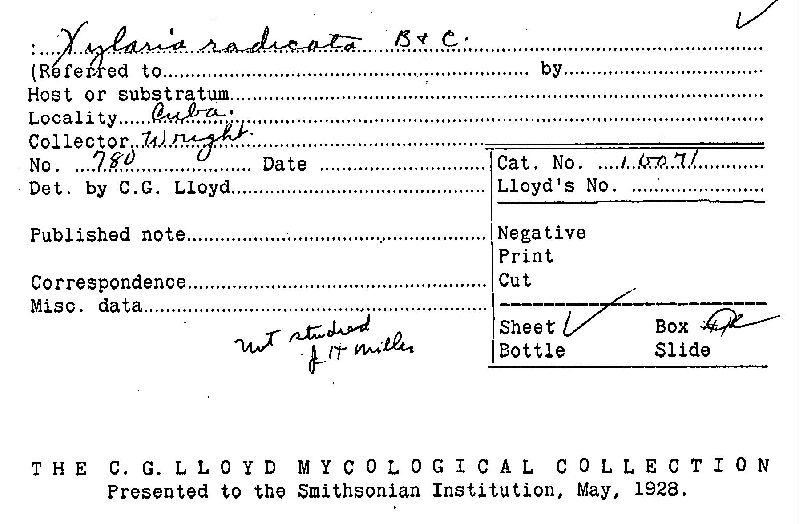 : Xylaria radicata B & C.
(Referred to by
Host or substratum
Locality Cuba.
Collector Wright.
No. 780 Date
Det. by C.G. Lloyd
Published note
Correspondence
Misc. data
Cat. No. 16071
Lloyd's No.
Negative
Print
Cut
Sheet ✓ Box
Bottle Slide
not studied
J H Miller
THE C.G. LLOYD MYCOLOGICAL COLLECTION
Presented to the Smithsonian Institution, May, 1928.